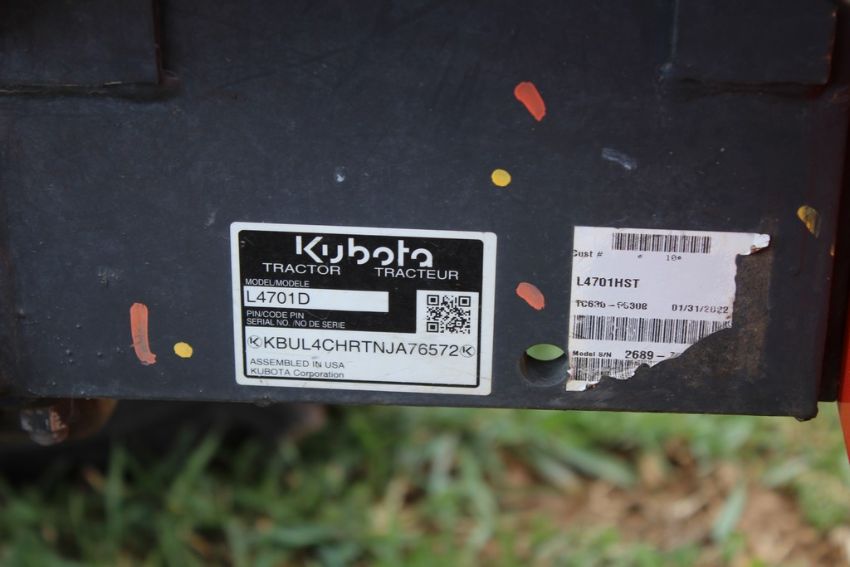 Kubota
TRACTOR TRACTEUR
MODEL/MODELE
L4701D
PIN/CODE PIN
SERIAL NO./NO DE SERIE
KBUL4CHRTNJA76572
ASSEMBLED IN USA
KUBOTA Corporation
Cust #
10
L4701HST
01/31/2022
Model S/N 2689-